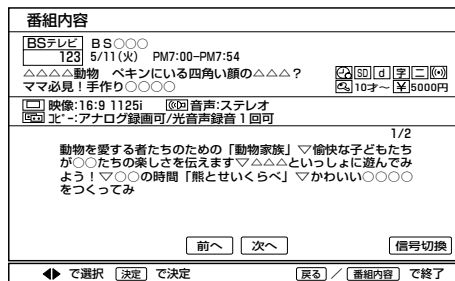 番組内容
BSテレビ BS○○○
123 5/11(火) PM7:00-PM7:54
△△△△動物 ペキンにいる四角い顔の△△△?
ママ必見!手作り○○○○
SD d 字 二
10才~ ¥5000円
映像:16:9 1125i 音声:ステレオ
コピー:アナログ録画可/光音声録音1回可
1/2
動物を愛する者たちのための「動物家族」▽愉快な子どもたち
が○○たちの楽しさを伝えます▽△△△といっしょに遊んでみ
よう!▽○○の時間「熊とせいくらべ」▽かわいい○○○○
をつくってみ
前へ 次へ 信号切換
で選択 決定 で決定 戻る / 番組内容 で終了